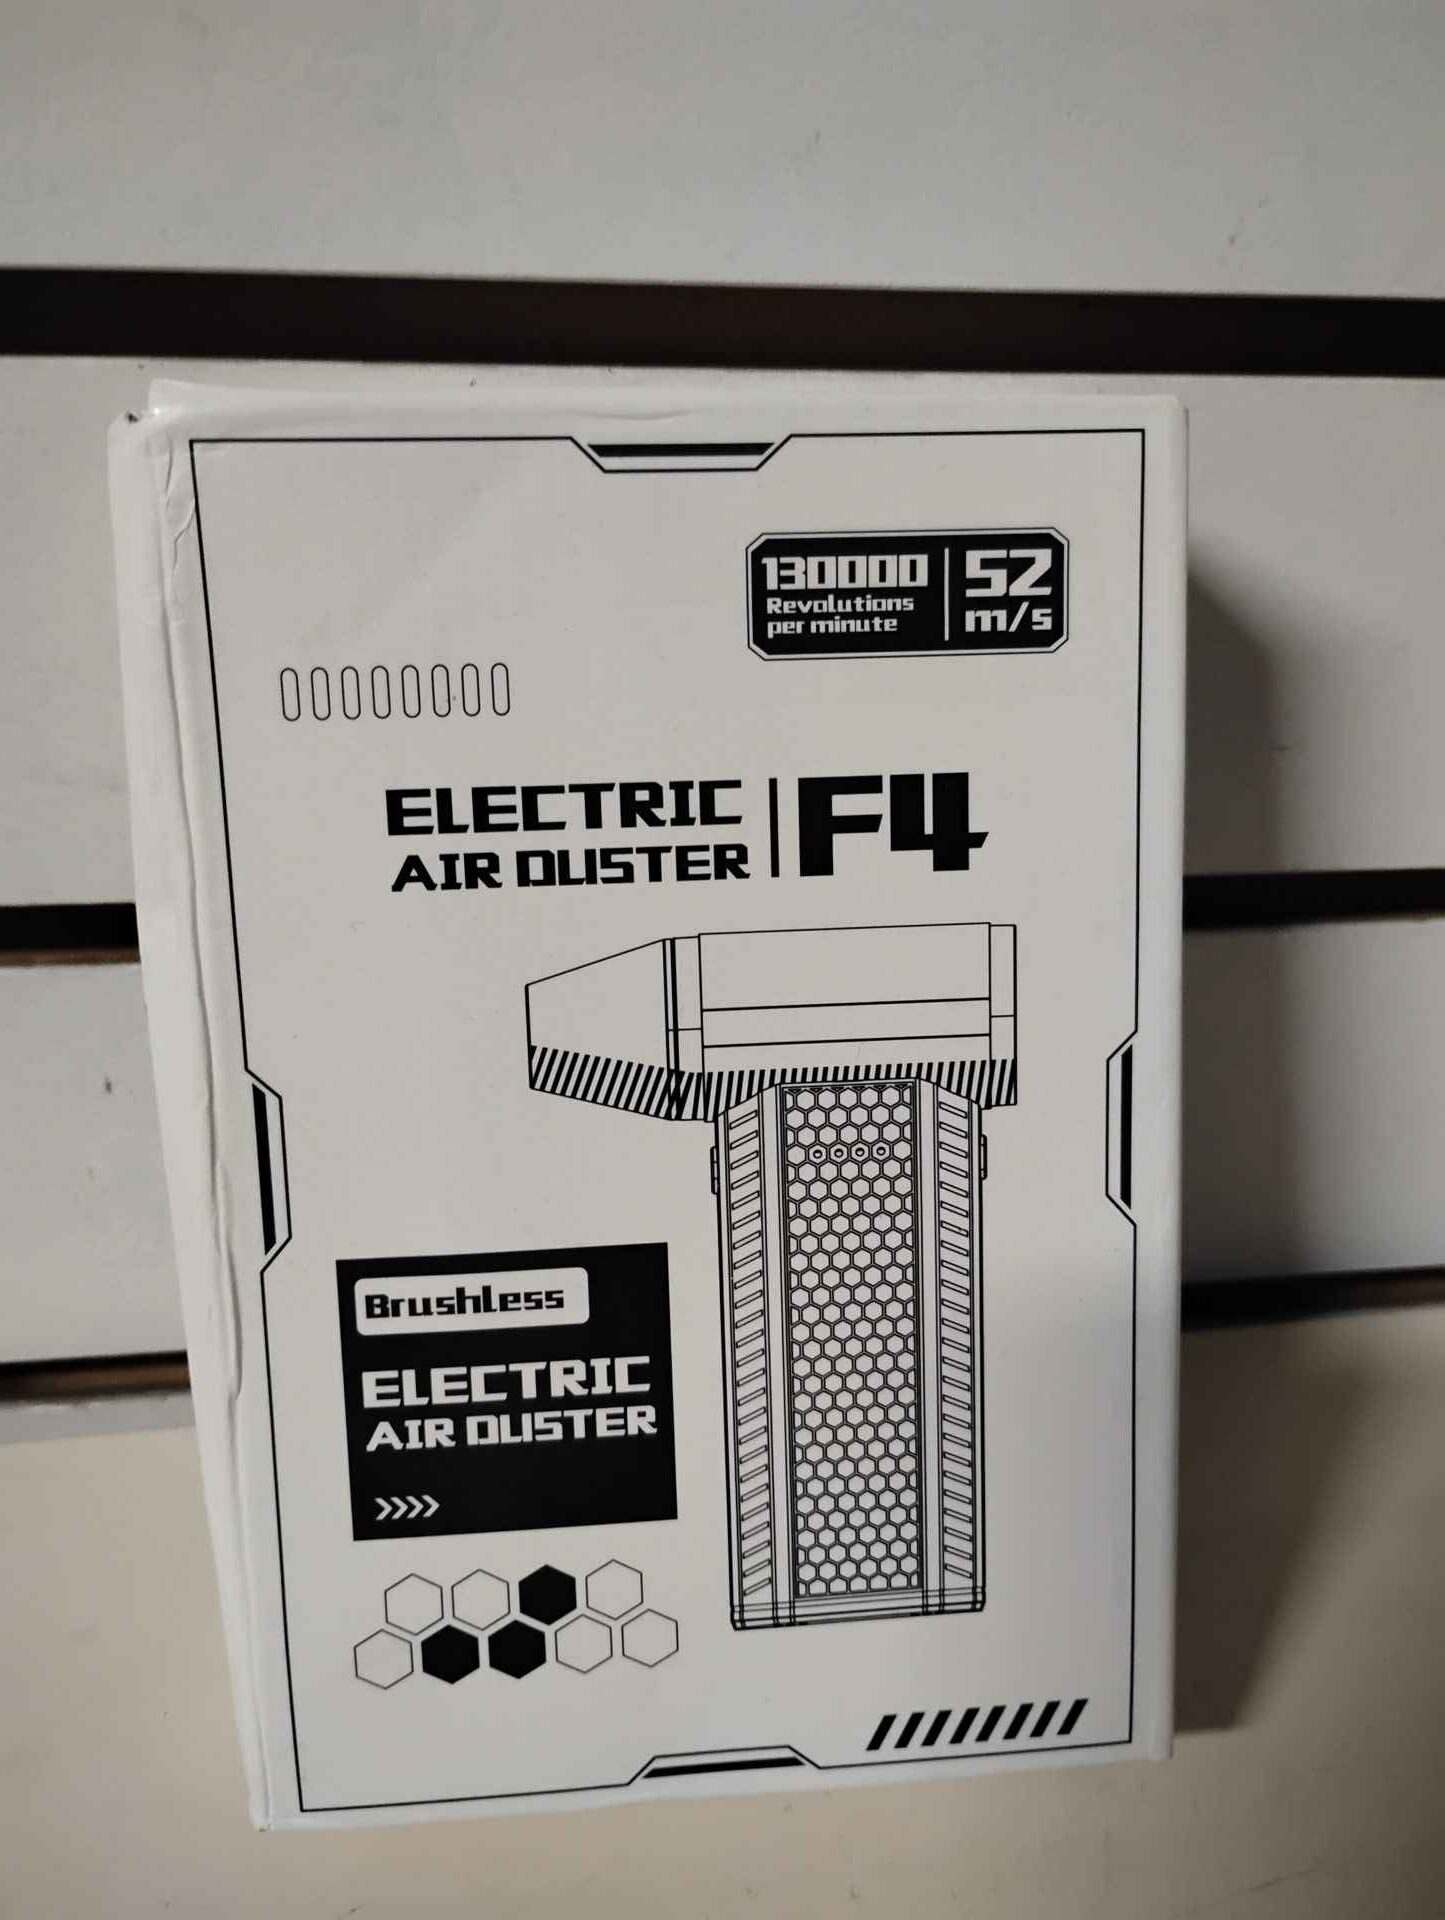 130000
Revolutions
per minute
52
m/s
ELECTRIC
AIR DUSTER
F4
Brushless
ELECTRIC
AIR DUSTER